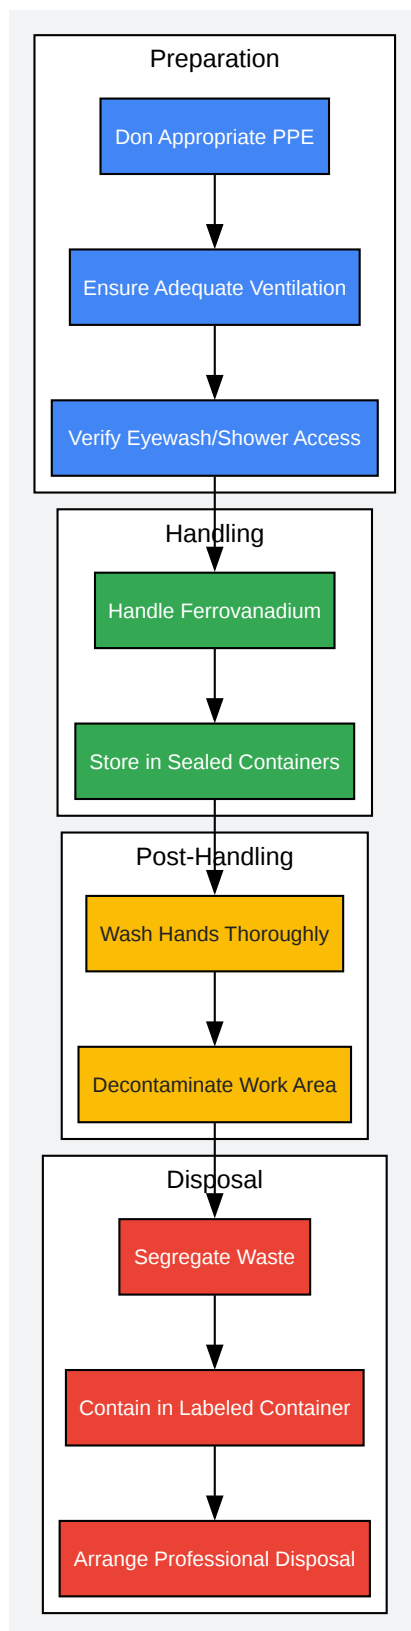 Preparation
Don Appropriate PPE
Ensure Adequate Ventilation
Verify Eyewash/Shower Access
Handling
Handle Ferrovanadium
Store in Sealed Containers
Post-Handling
Wash Hands Thoroughly
Decontaminate Work Area
Disposal
Segregate Waste
Contain in Labeled Container
Arrange Professional Disposal